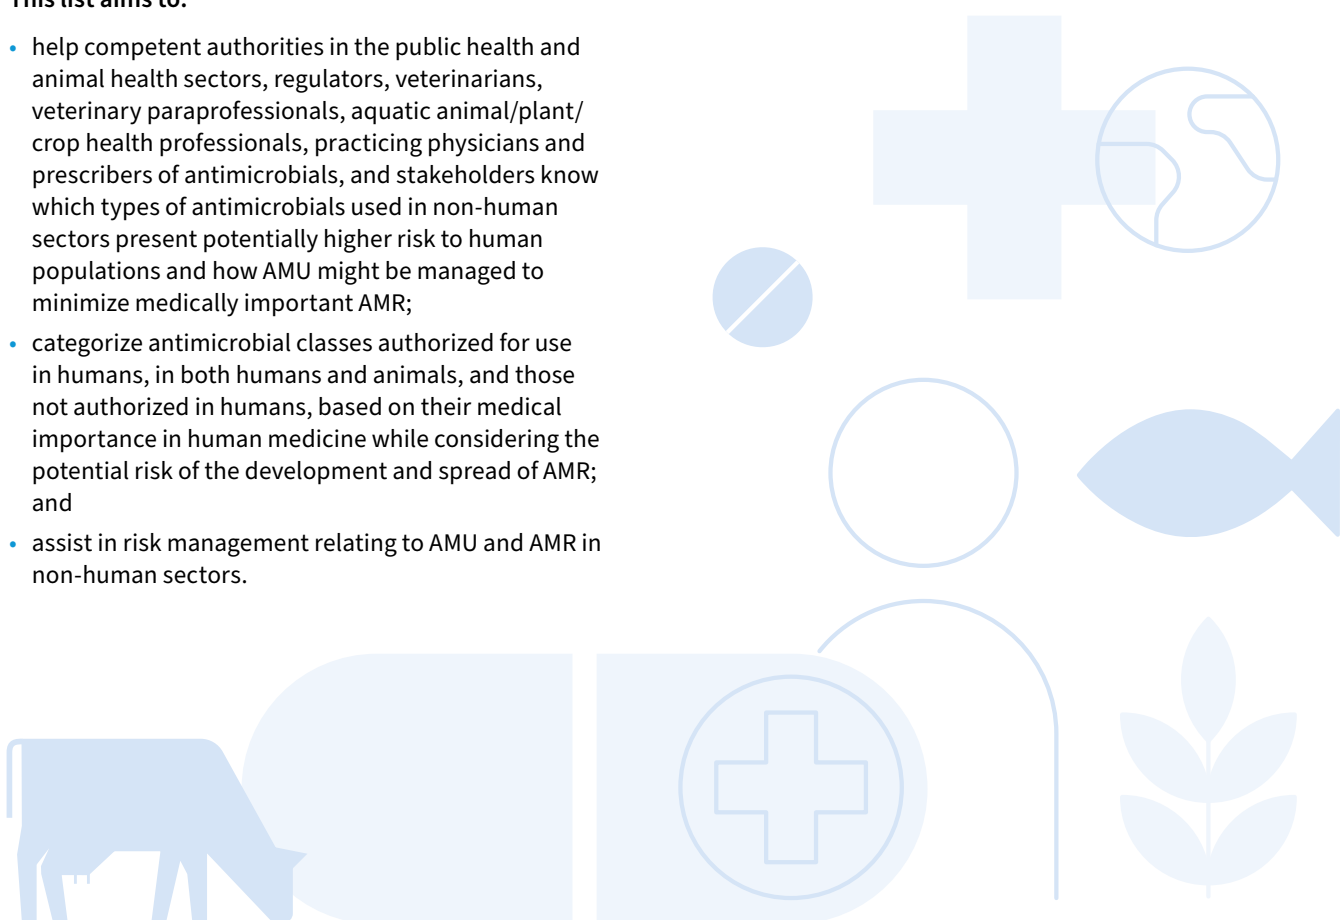 This list aims to:
• help competent authorities in the public health and
animal health sectors, regulators, veterinarians,
veterinary paraprofessionals, aquatic animal/plant/
crop health professionals, practicing physicians and
prescribers of antimicrobials, and stakeholders know
which types of antimicrobials used in non-human
sectors present potentially higher risk to human
populations and how AMU might be managed to
minimize medically important AMR;
• categorize antimicrobial classes authorized for use
in humans, in both humans and animals, and those
not authorized in humans, based on their medical
importance in human medicine while considering the
potential risk of the development and spread of AMR;
and
• assist in risk management relating to AMU and AMR in
non-human sectors.